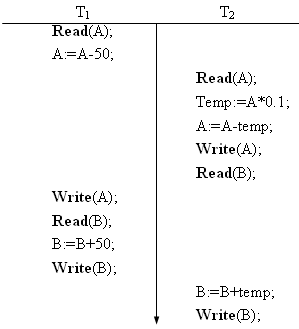 T1 T2
Read(A);
A:=A-50;
Read(A);
Temp:=A*0.1;
A:=A-temp;
Write(A);
Read(B);
Write(A);
Read(B);
B:=B+50;
Write(B);
B:=B+temp;
Write(B);